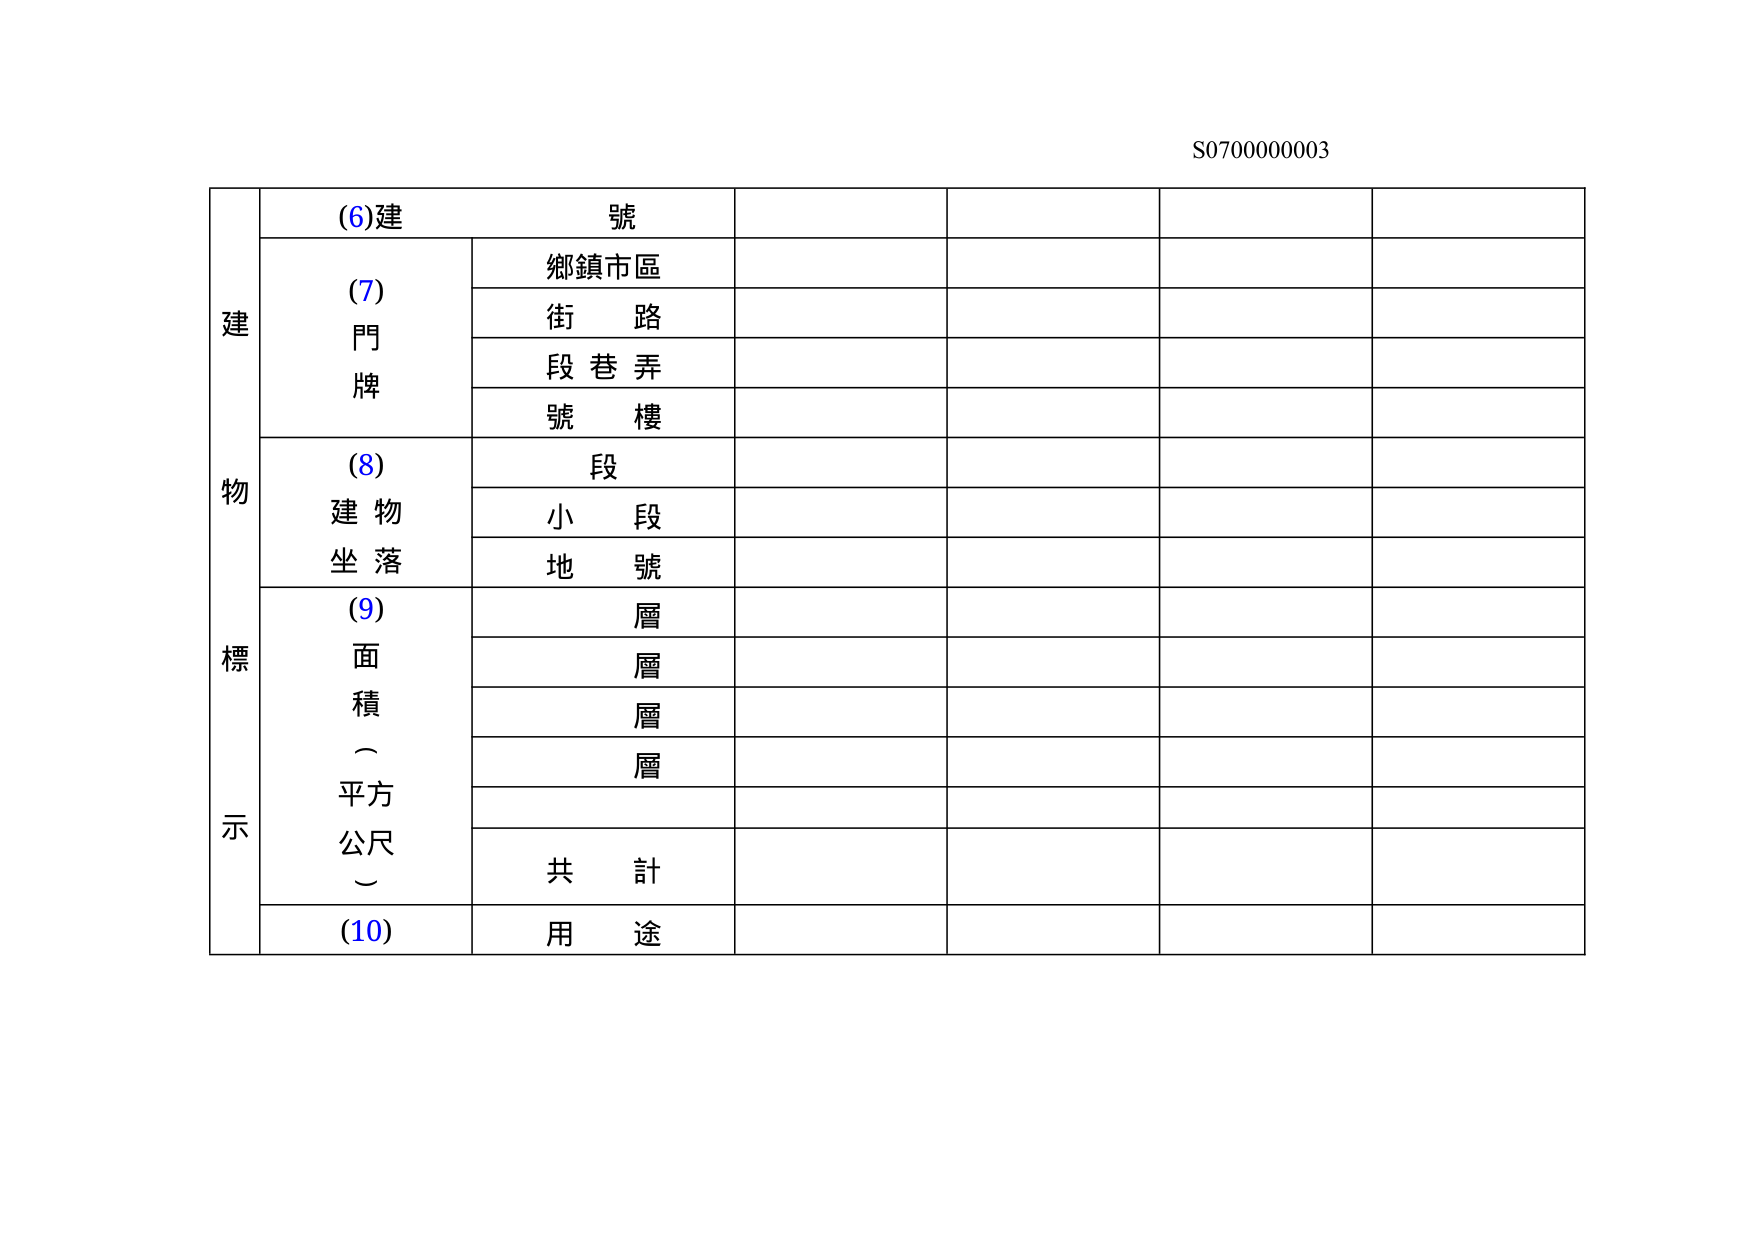 S0700000003
建
物
標
示
(6)建 號
(7)
門
牌
鄉鎮市區
街 路
段 巷 弄
號 樓
(8)
建 物
坐 落
段
小 段
地 號
(9)
面
積
︵
平方
公尺
︶
層
層
層
層
共 計
(10)
用 途